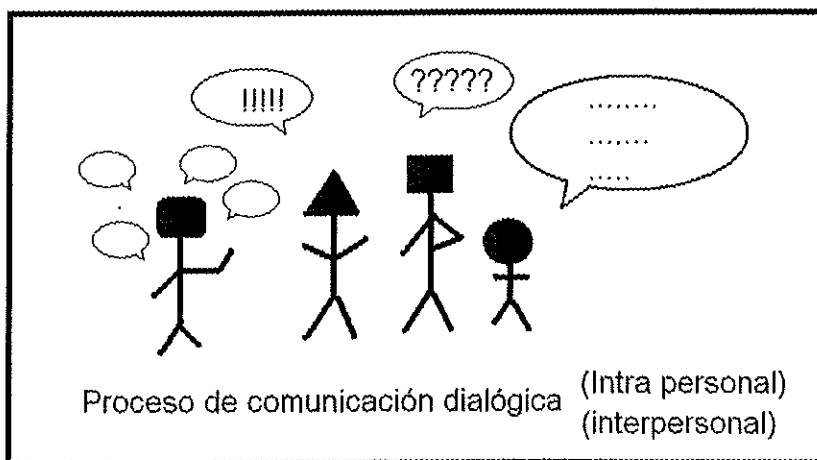 !!!!!
?????
........
.......
.....
Proceso de comunicación dialógica
(Intra personal)
(interpersonal)